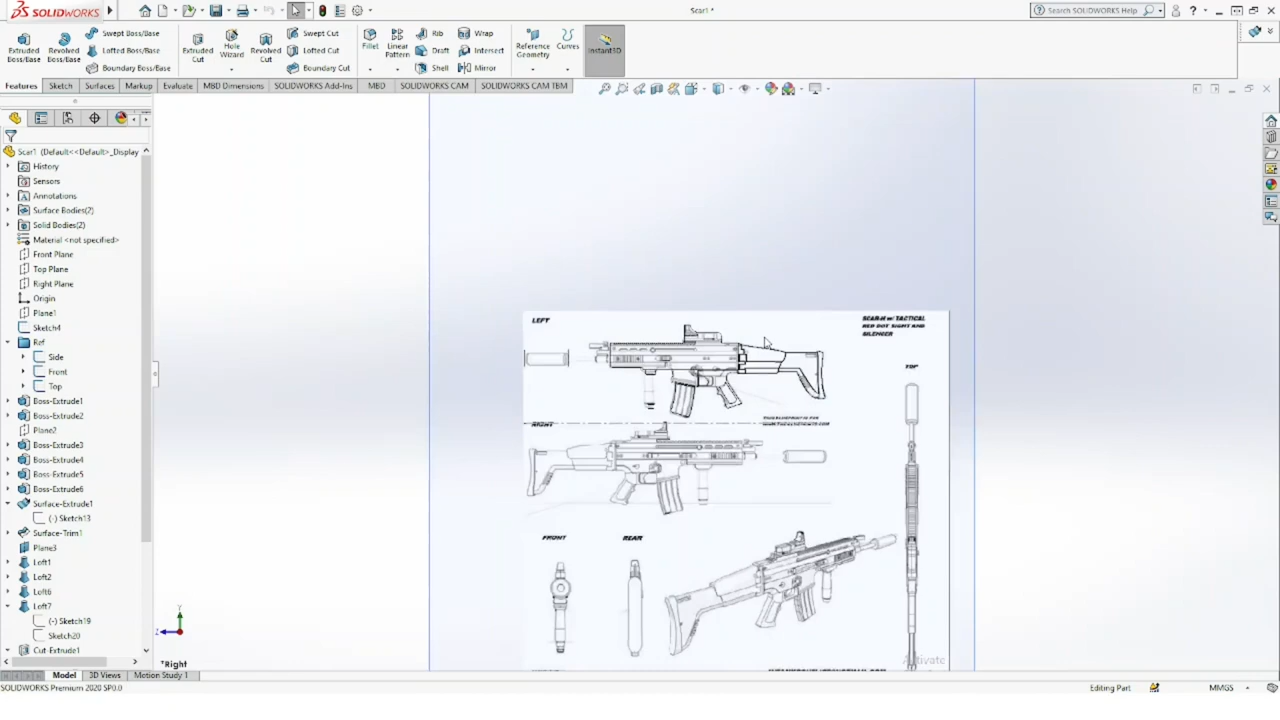 SOLIDWORKS
Scar1 *
Search SOLIDWORKS Help
Extruded Boss/Base
Revolved Boss/Base
Swept Boss/Base
Lofted Boss/Base
Boundary Boss/Base
Extruded Cut
Hole Wizard
Revolved Cut
Swept Cut
Lofted Cut
Boundary Cut
Fillet
Linear Pattern
Rib
Draft
Shell
Wrap
Intersect
Mirror
Reference Geometry
Curves
Instant3D
Features
Sketch
Surfaces
Markup
Evaluate
MBD Dimensions
SOLIDWORKS Add-Ins
MBD
SOLIDWORKS CAM
SOLIDWORKS CAM TBM
Scar1 (Default<<Default>_Display
History
Sensors
Annotations
Surface Bodies(2)
Solid Bodies(2)
Material <not specified>
Front Plane
Top Plane
Right Plane
Origin
Plane1
Sketch4
Ref
Side
Front
Top
Boss-Extrude1
Boss-Extrude2
Plane2
Boss-Extrude3
Boss-Extrude4
Boss-Extrude5
Boss-Extrude6
Surface-Extrude1
(-) Sketch13
Surface-Trim1
Plane3
Loft1
Loft2
Loft6
Loft7
(-) Sketch19
Sketch20
Cut-Extrude1
LEFT
RED DOT SIGHT AND
SILENCER
TOP
RIGHT
FRONT
REAR
Activate
Y
Z
*Right
Model
3D Views
Motion Study 1
SOLIDWORKS Premium 2020 SP0.0
Editing Part
MMGS